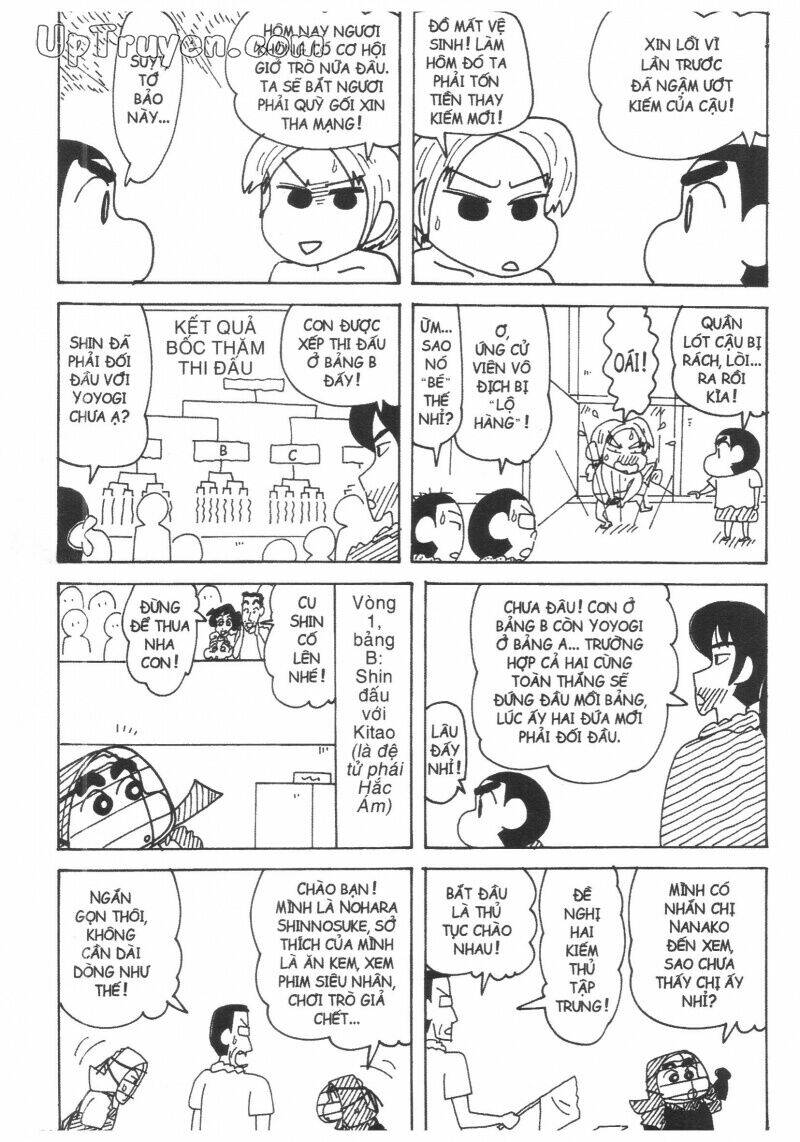 UpTruyen.com
XIN LỖI VÌ
LẦN TRƯỚC
ĐÃ NGẬM ƯỚT
KIẾM CỦA CẬU!
ĐỒ MẤT VỆ
SINH! LÀM
HÔM ĐÓ TA
PHẢI TỐN
TIỀN THAY
KIẾM MỚI!
HÔM NAY NGƯƠI
KHÔNG CÓ CƠ HỘI
GIỞ TRÒ NỮA ĐÂU.
TA SẼ BẮT NGƯƠI
PHẢI QUỲ GỐI XIN
THA MẠNG!
SUỴT,
TỚ
BẢO
NÀY...
QUẦN
LÓT CẬU BỊ
RÁCH, LÒI...
RA RỒI
KÌA!
OÁI!
Ơ,
ỨNG CỬ
VIÊN VÔ
ĐỊCH BỊ
"LỘ
HÀNG"!
ỪM...
SAO
NÓ
"BÉ"
THẾ
NHỈ?
CON ĐƯỢC
XẾP THI ĐẤU
Ở BẢNG B
ĐẤY!
KẾT QUẢ
BỐC THĂM
THI ĐẤU
B
C
SHIN ĐÃ
PHẢI ĐỐI
ĐẦU VỚI
YOYOGI
CHƯA Ạ?
CHƯA ĐÂU! CON Ở
BẢNG B CÒN YOYOGI
Ở BẢNG A... TRƯỜNG
HỢP CẢ HAI CÙNG
TOÀN THẮNG SẼ
ĐỨNG ĐẦU MỖI BẢNG,
LÚC ẤY HAI ĐỨA MỚI
PHẢI ĐỐI ĐẦU.
LÂU
ĐẤY
NHỈ!
Vòng
1,
bảng
B:
Shin
đấu
với
Kitao
(là đệ
tử phái
Hắc
Ám)
CU
SHIN
CỐ
LÊN
NHÉ!
ĐỪNG
ĐỂ THUA
NHA
CON!
MÌNH CÓ
NHẮN CHỊ
NANAKO
ĐẾN XEM,
SAO CHƯA
THẤY CHỊ ẤY
NHỈ?
ĐỀ
NGHỊ
HAI
KIẾM
THỦ
TẬP
TRUNG!
BẮT ĐẦU
LÀ THỦ
TỤC CHÀO
NHAU!
CHÀO BẠN!
MÌNH LÀ NOHARA
SHINNOSUKE, SỞ
THÍCH CỦA MÌNH
LÀ ĂN KEM, XEM
PHIM SIÊU NHÂN,
CHƠI TRÒ GIẢ
CHẾT...
NGẮN
GỌN THÔI,
KHÔNG
CẦN DÀI
DÒNG NHƯ
THẾ!